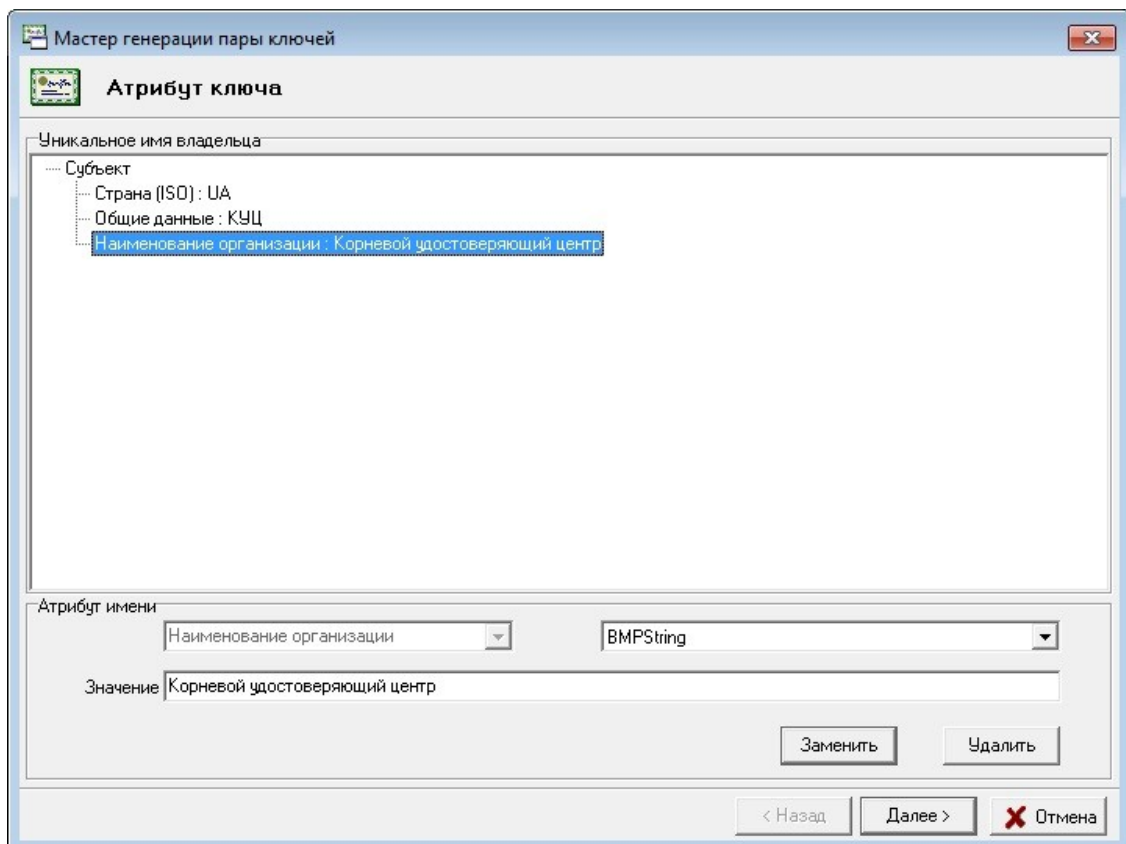 Мастер генерации пары ключей
Атрибут ключа
Уникальное имя владельца
Субъект
Страна (ISO) : UA
Общие данные : КУЦ
Наименование организации : Корневой удостоверяющий центр
Атрибут имени
Наименование организации
BMPString
Значение
Корневой удостоверяющий центр
Заменить
Удалить
< Назад
Далее >
Отмена